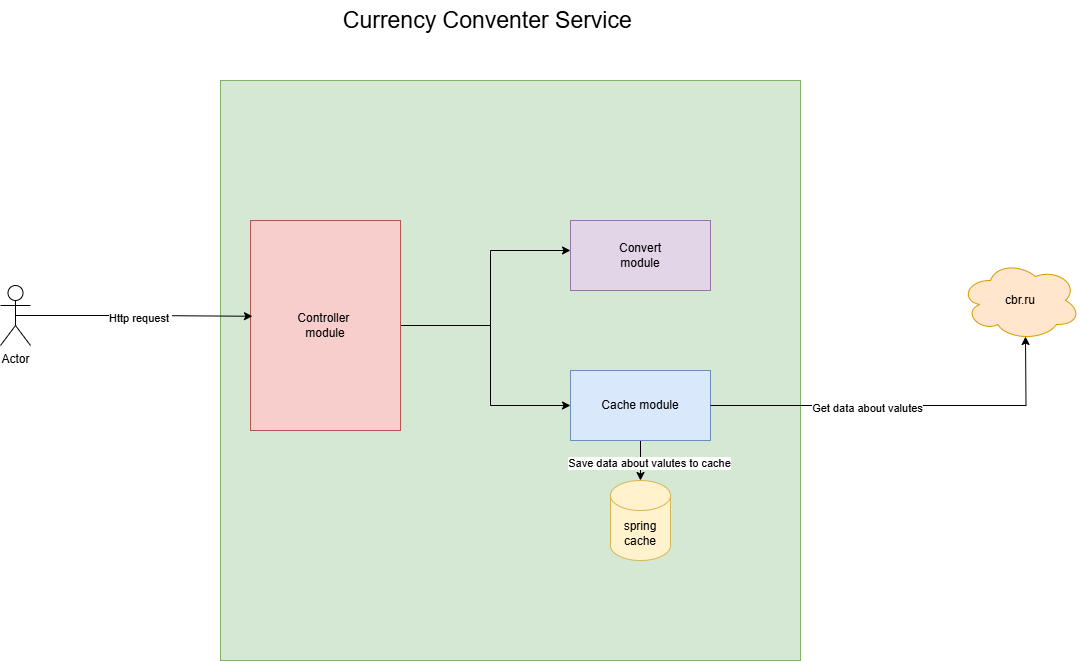 Currency Conventer Service
Convert
module
cbr.ru
Http request
Controller
module
Actor
Cache module
Get data about valutes
Save data about valutes to cache
spring
cache